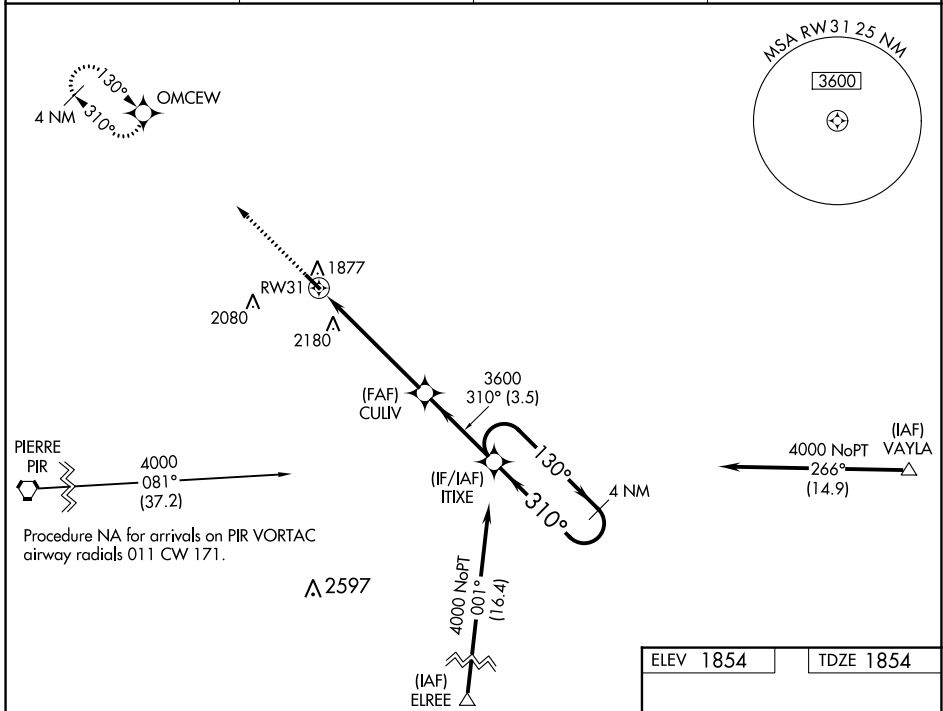 MSA RW31 25 NM
3600
130°
310°
4 NM
OMCEW
1877
RW31
2080
2180
(FAF)
CULIV
3600
310° (3.5)
PIERRE
PIR
4000
081°
(37.2)
(IF/IAF)
ITIXE
130°
310°
4 NM
4000 NoPT
266°
(14.9)
(IAF)
VAYLA
Procedure NA for arrivals on PIR VORTAC
airway radials 011 CW 171.
2597
4000 NoPT
001°
(16.4)
(IAF)
ELREE
ELEV 1854
TDZE 1854